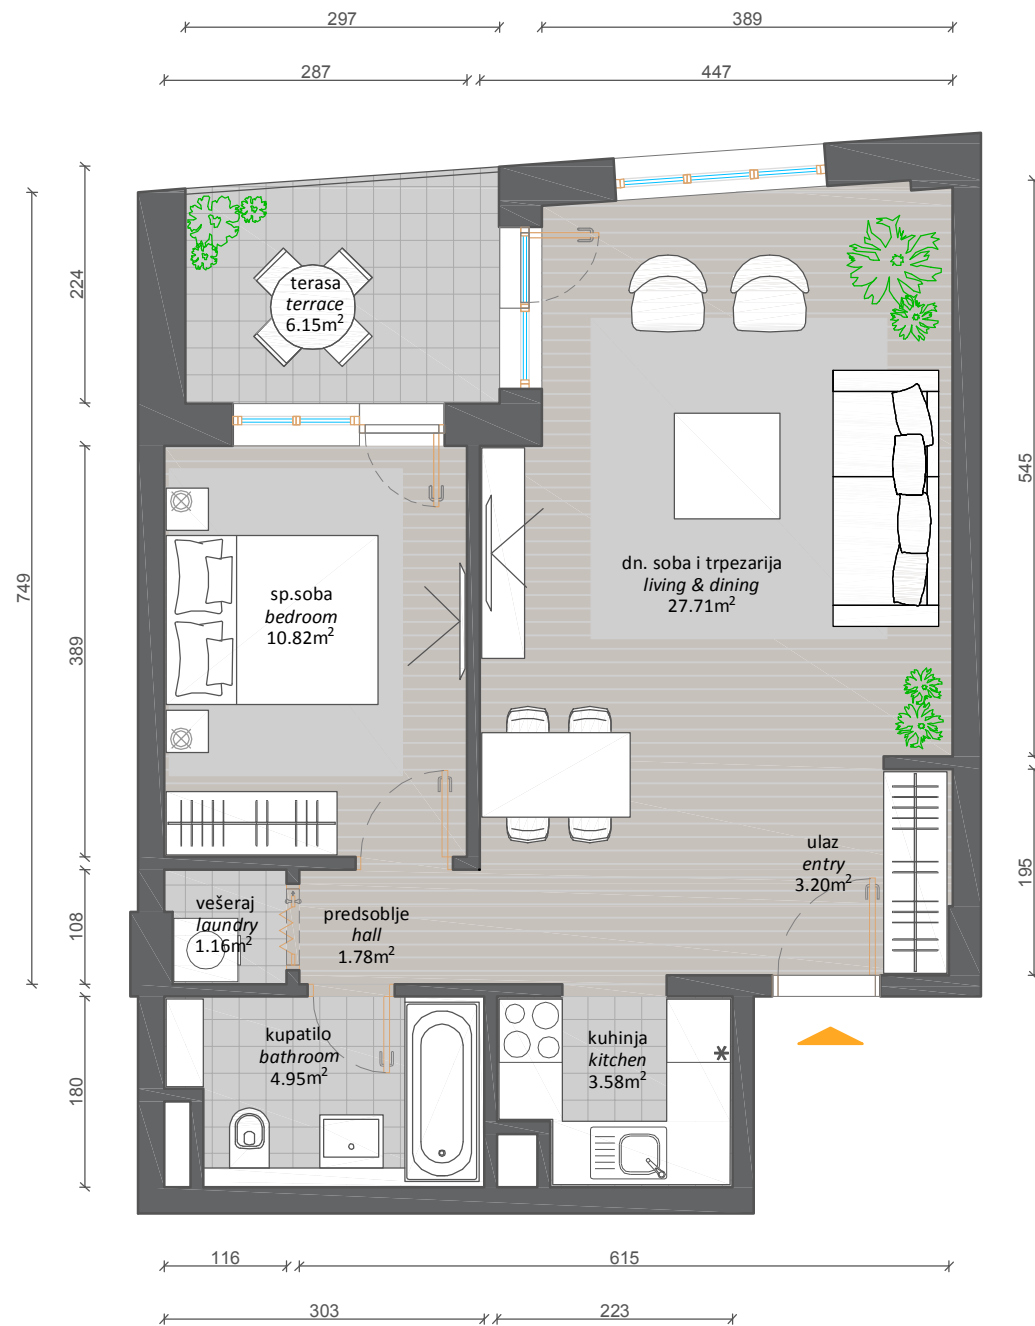 297
389
287
447
224
749
389
108
180
545
195
terasa
terrace
6.15m²
sp.soba
bedroom
10.82m²
dn. soba i trpezarija
living & dining
27.71m²
ulaz
entry
3.20m²
vešeraj
laundry
1.16m²
predsoblje
hall
1.78m²
kupatilo
bathroom
4.95m²
kuhinja
kitchen
3.58m²
*
116
615
303
223